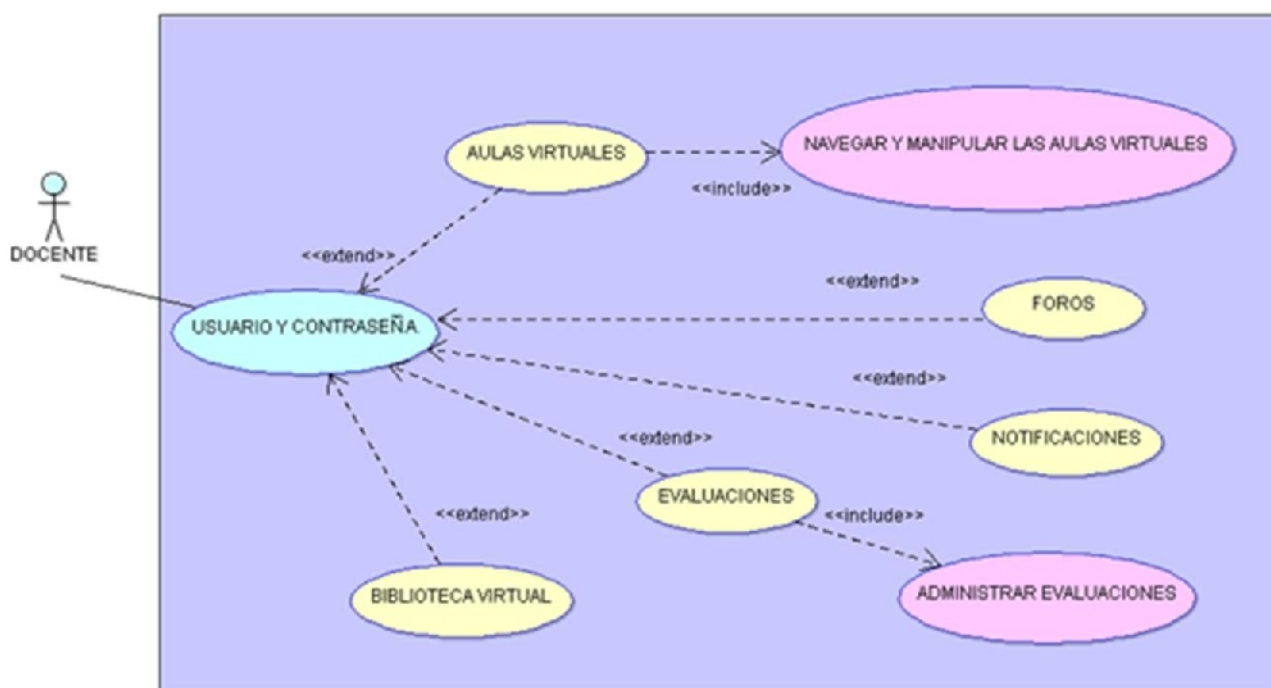 AULAS VIRTUALES
NAVEGAR Y MANIPULAR LAS AULAS VIRTUALES
<<include>>
DOCENTE
<<extend>>
<<extend>>
FOROS
USUARIO Y CONTRASEÑA
<<extend>>
<<extend>>
NOTIFICACIONES
EVALUACIONES
<<extend>>
<<include>>
BIBLIOTECA VIRTUAL
ADMINISTRAR EVALUACIONES